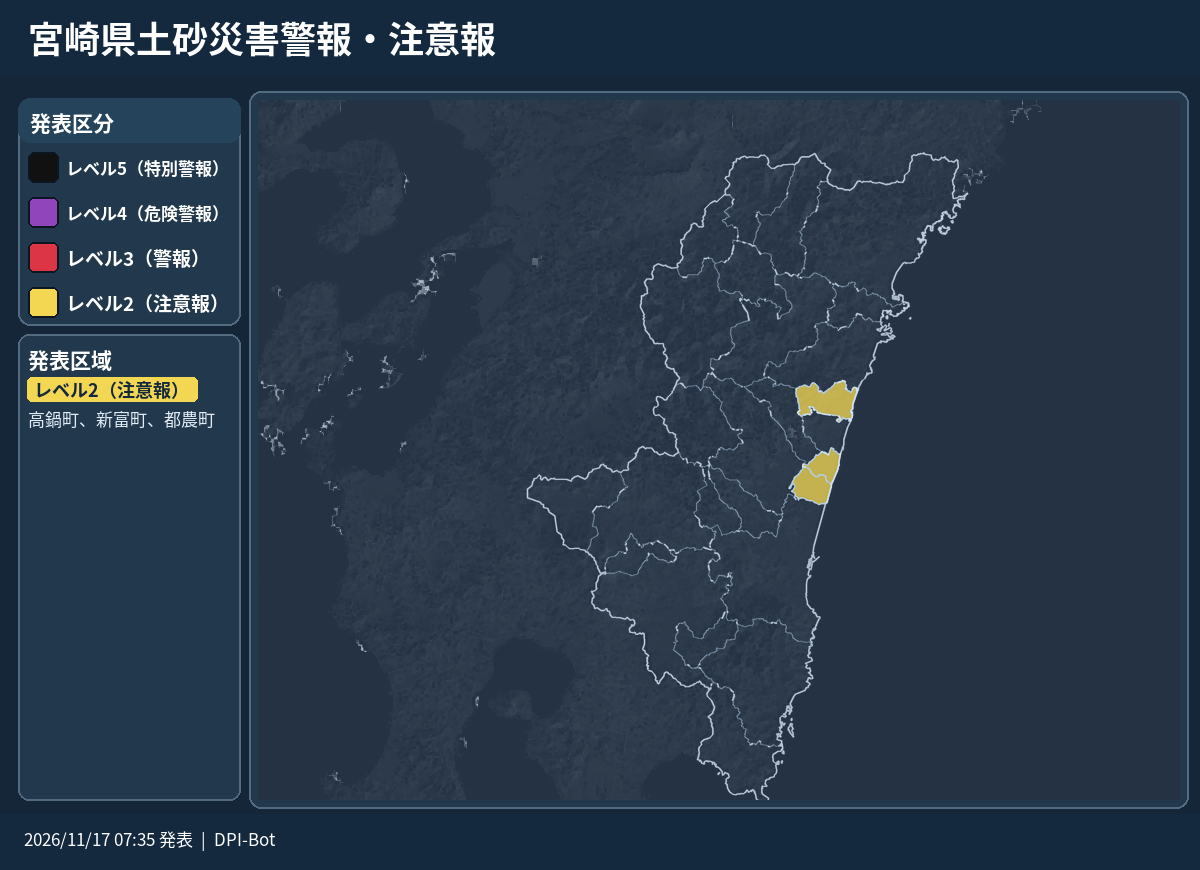 宮崎県土砂災害警報・注意報
発表区分
レベル5（特別警報）
レベル4（危険警報）
レベル3（警報）
レベル2（注意報）
発表区域
レベル2（注意報）
高鍋町、新富町、都農町
2026/11/17 07:35 発表｜DPI-Bot